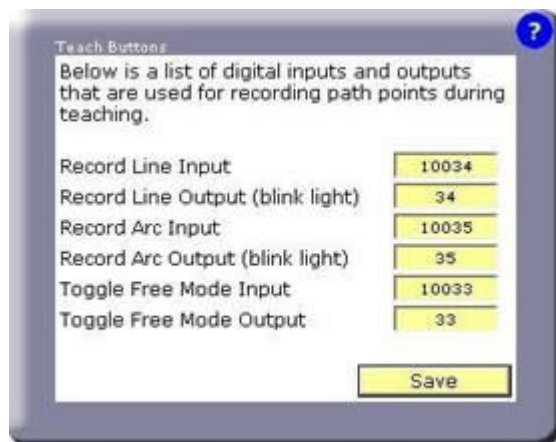 ?
Teach Buttons
Below is a list of digital inputs and outputs
that are used for recording path points during
teaching.
Record Line Input 10034
Record Line Output (blink light) 34
Record Arc Input 10035
Record Arc Output (blink light) 35
Toggle Free Mode Input 10033
Toggle Free Mode Output 33
Save